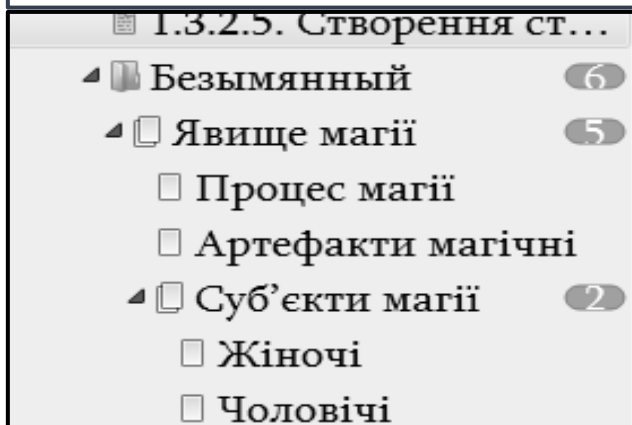 1.3.2.5. Створення ст...
Безымянный 6
Явище магії 5
Процес магії
Артефакти магічні
Суб’єкти магії 2
Жіночі
Чоловічі